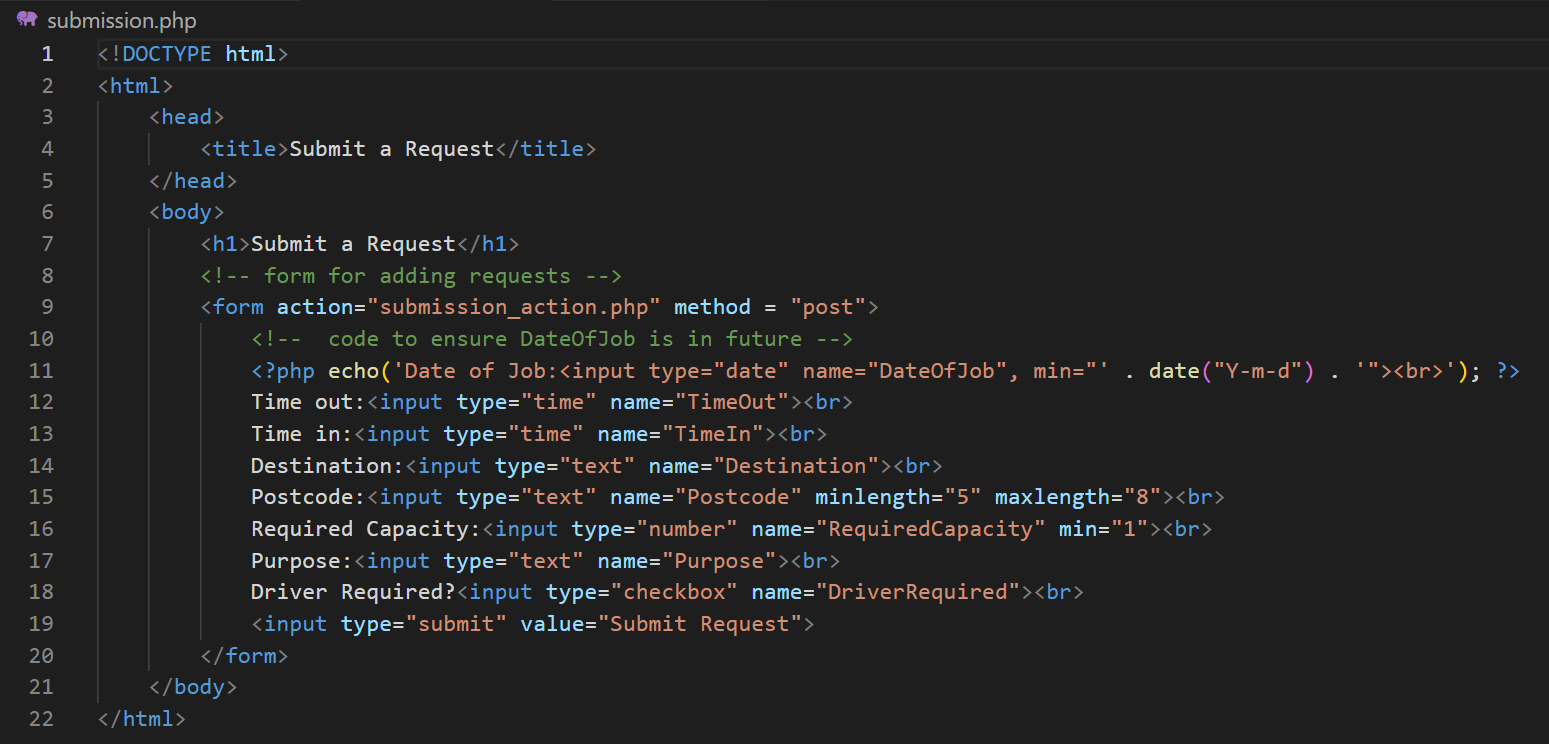 submission.php
1 <!DOCTYPE html>
2 <html>
3     <head>
4         <title>Submit a Request</title>
5     </head>
6     <body>
7         <h1>Submit a Request</h1>
8         <!-- form for adding requests -->
9         <form action="submission_action.php" method = "post">
10             <!--  code to ensure DateOfJob is in future -->
11             <?php echo('Date of Job:<input type="date" name="DateOfJob", min="' . date("Y-m-d") . '"><br>'); ?>
12             Time out:<input type="time" name="TimeOut"><br>
13             Time in:<input type="time" name="TimeIn"><br>
14             Destination:<input type="text" name="Destination"><br>
15             Postcode:<input type="text" name="Postcode" minlength="5" maxlength="8"><br>
16             Required Capacity:<input type="number" name="RequiredCapacity" min="1"><br>
17             Purpose:<input type="text" name="Purpose"><br>
18             Driver Required?<input type="checkbox" name="DriverRequired"><br>
19             <input type="submit" value="Submit Request">
20         </form>
21     </body>
22 </html>